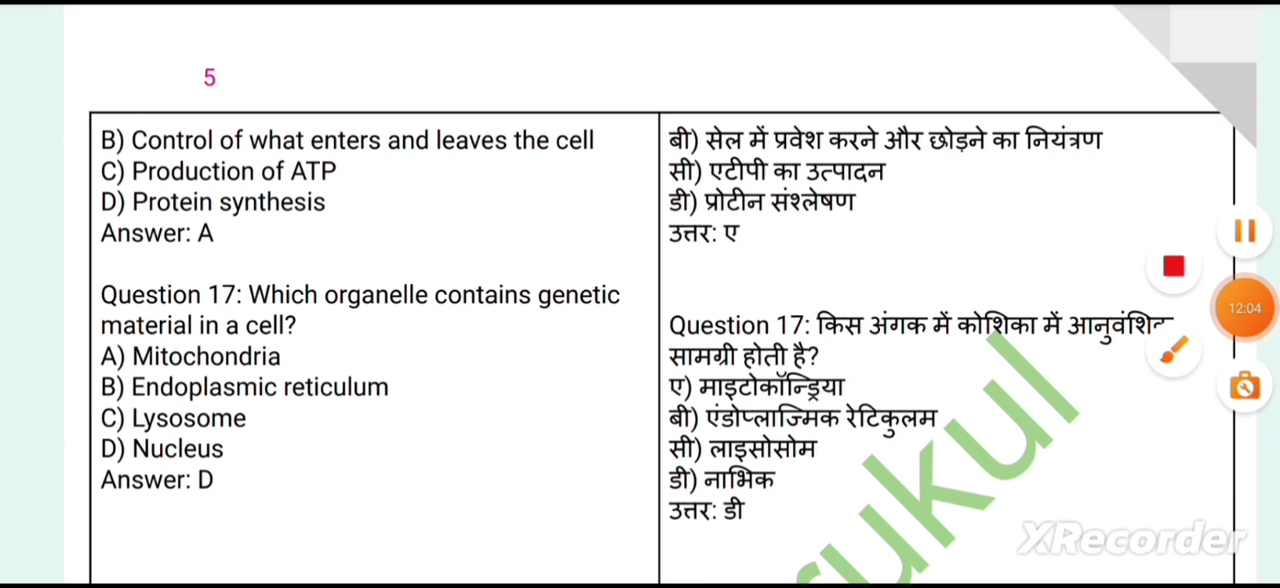 5
B) Control of what enters and leaves the cell
C) Production of ATP
D) Protein synthesis
Answer: A
Question 17: Which organelle contains genetic
material in a cell?
A) Mitochondria
B) Endoplasmic reticulum
C) Lysosome
D) Nucleus
Answer: D
बी) सेल में प्रवेश करने और छोड़ने का नियंत्रण
सी) एटीपी का उत्पादन
डी) प्रोटीन संश्लेषण
उत्तर: ए
Question 17: किस अंगक में कोशिका में
सामग्री होती है?
ए) माइटोकॉन्ड्रिया
बी) एंडोप्लाज्मिक रेटिकुलम
सी) लाइसोसोम
डी) नाभिक
उत्तर: डी
ukul
12:04
XRecorder